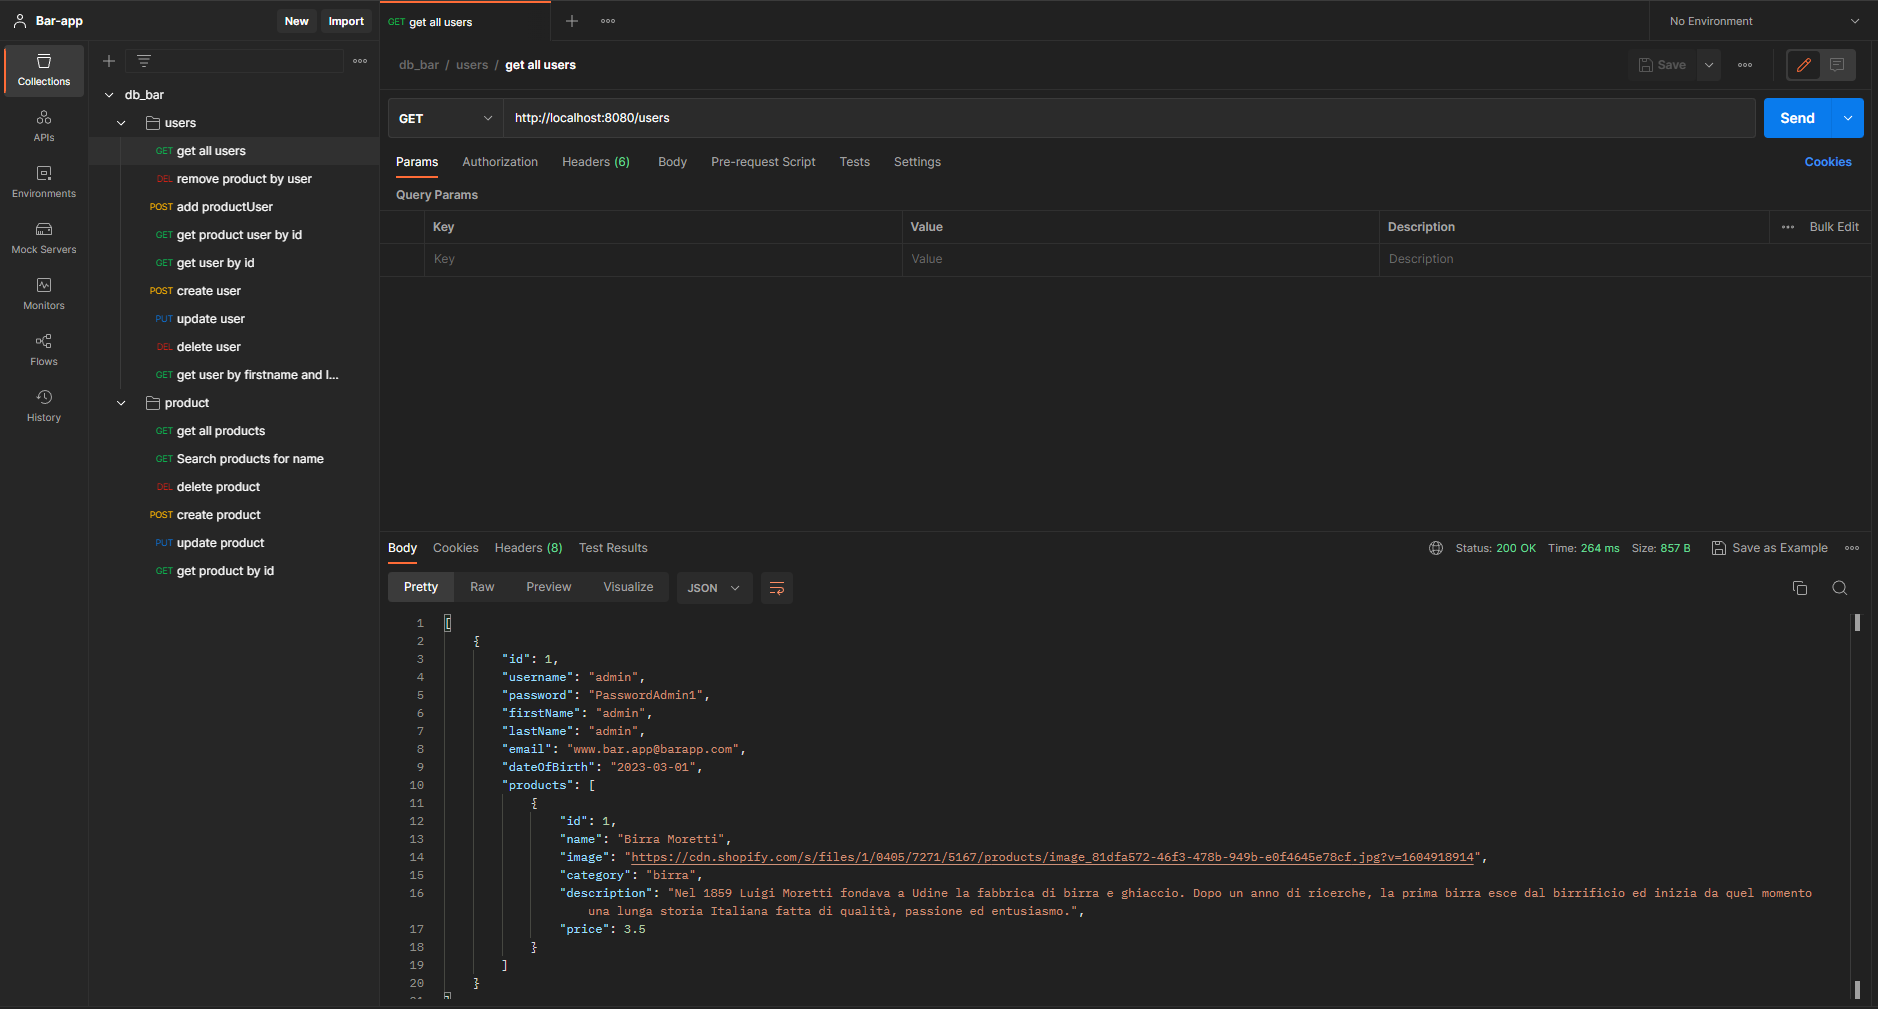 Bar-app
New
Import
GET get all users
No Environment
Collections
APIs
Environments
Mock Servers
Monitors
Flows
History
db_bar
users
GET get all users
DEL remove product by user
POST add productUser
GET get product user by id
GET get user by id
POST create user
PUT update user
DEL delete user
GET get user by firstname and l...
product
GET get all products
GET Search products for name
DEL delete product
POST create product
PUT update product
GET get product by id
db_bar / users / get all users
Save
GET
http://localhost:8080/users
Send
Params Authorization Headers (6) Body Pre-request Script Tests Settings
Cookies
Query Params
Key Value Description
Bulk Edit
Key Value Description
Body Cookies Headers (8) Test Results
Status: 200 OK Time: 264 ms Size: 857 B
Save as Example
Pretty Raw Preview Visualize
JSON
1 [
2 {
3 "id": 1,
4 "username": "admin",
5 "password": "PasswordAdmin1",
6 "firstName": "admin",
7 "lastName": "admin",
8 "email": "www.bar.app@barapp.com",
9 "dateOfBirth": "2023-03-01",
10 "products": [
11 {
12 "id": 1,
13 "name": "Birra Moretti",
14 "image": "https://cdn.shopify.com/s/files/1/0405/7271/5167/products/image_81dfa572-46f3-478b-949b-e0f4645e78cf.jpg?v=1604918914",
15 "category": "birra",
16 "description": "Nel 1859 Luigi Moretti fondava a Udine la fabbrica di birra e ghiaccio. Dopo un anno di ricerche, la prima birra esce dal birrificio ed inizia da quel momento
una lunga storia Italiana fatta di qualità, passione ed entusiasmo.",
17 "price": 3.5
18 }
19 ]
20 }